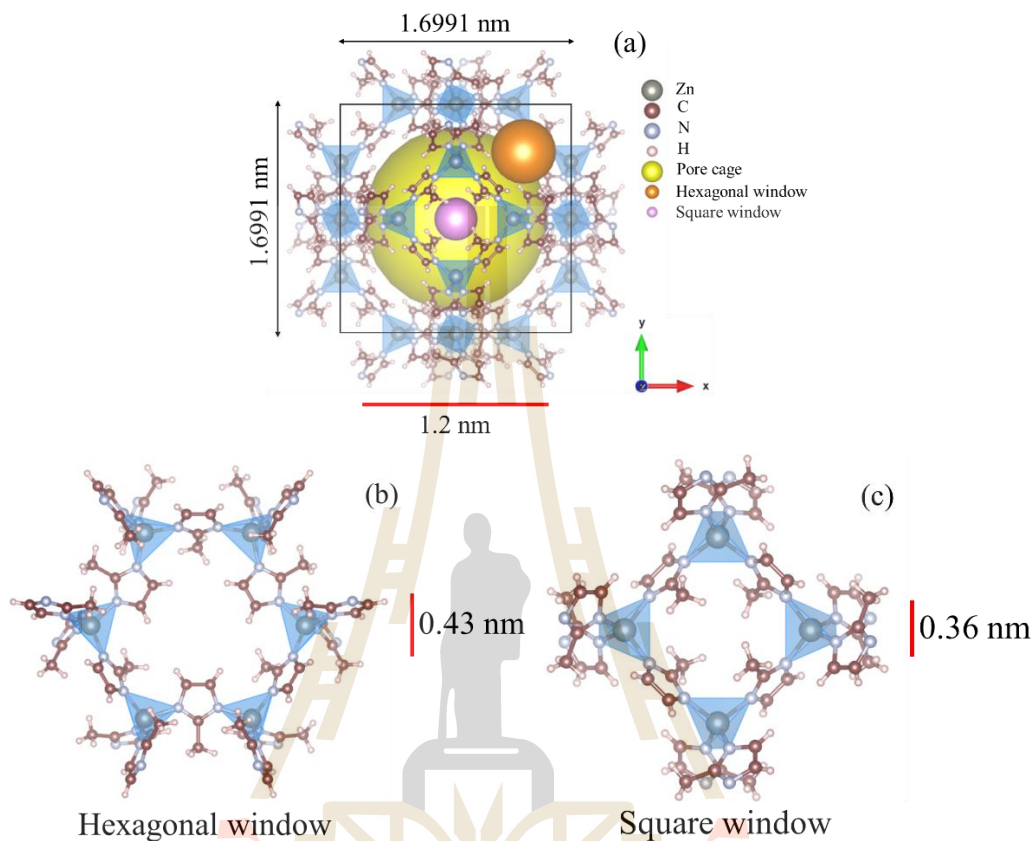 1.6991 nm
(a)
Zn
C
N
H
Pore cage
Hexagonal window
Square window
1.6991 nm
y
z
x
1.2 nm
(b)
(c)
0.43 nm
0.36 nm
Hexagonal window
Square window